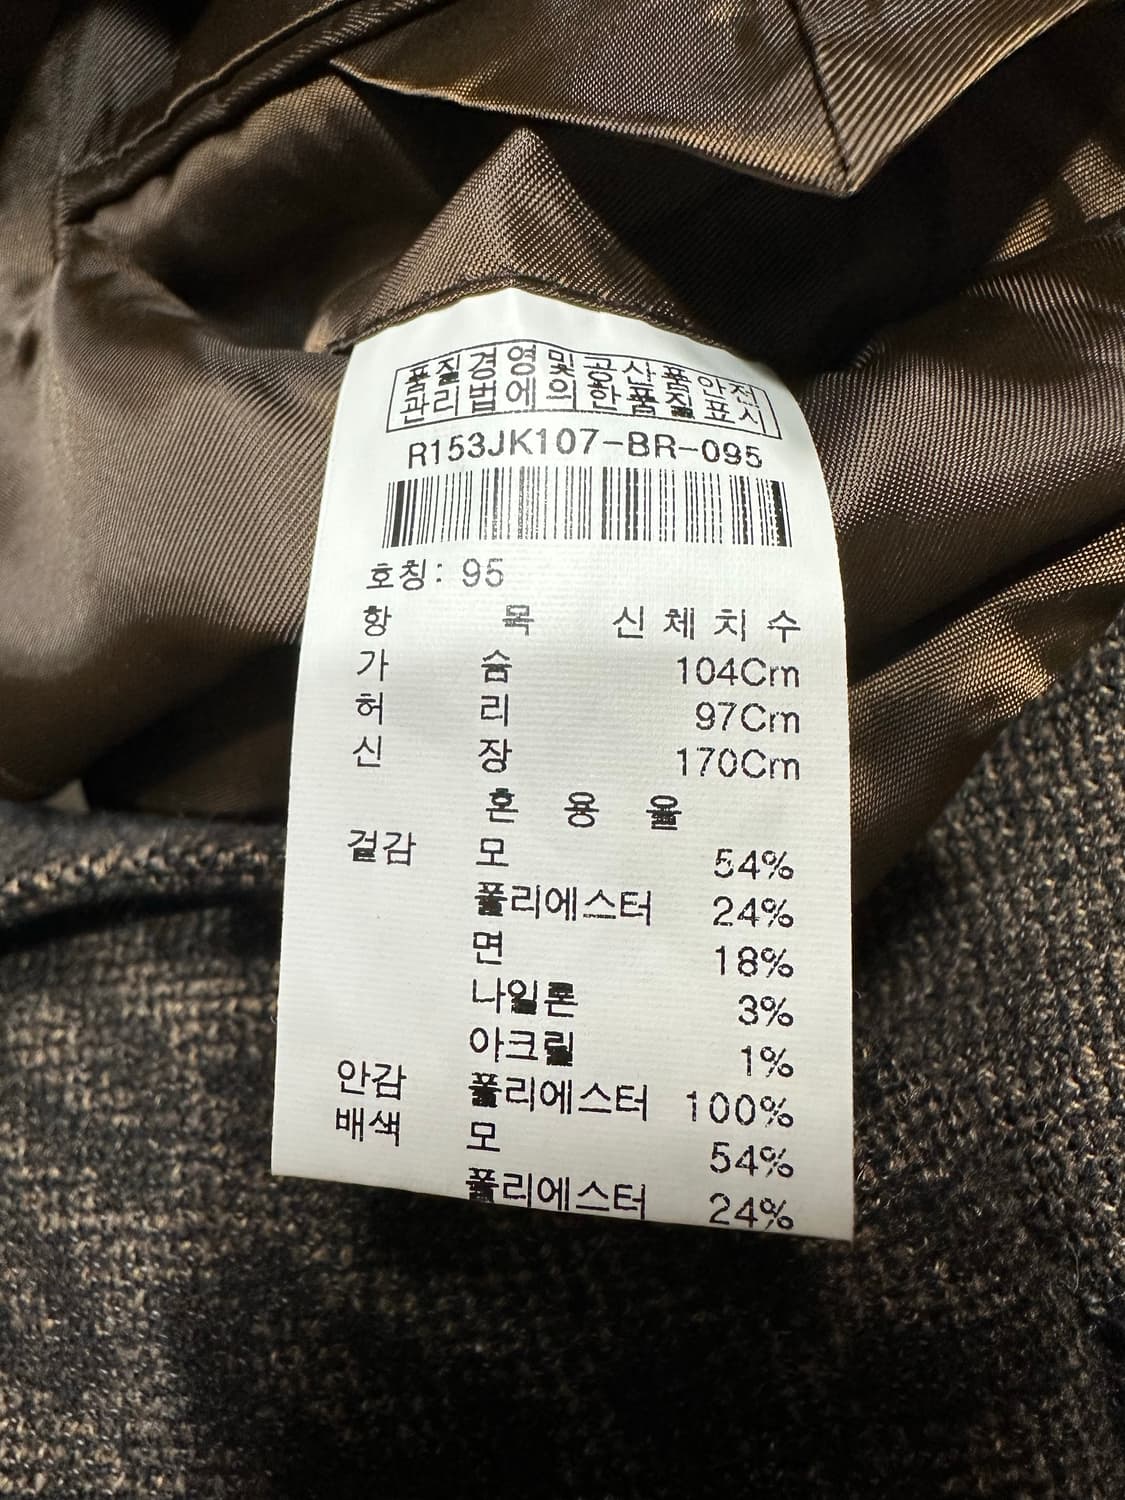 품질경영및공산품안전
관리법에의한품질표시
R153JK107-BR-095
호칭: 95
항 목 신체치수
가 슴 104Cm
허 리 97Cm
신 장 170Cm
혼 용 율
겉감 모 54%
폴리에스터 24%
면 18%
나일론 3%
아크릴 1%
안감 폴리에스터 100%
배색 모 54%
폴리에스터 24%